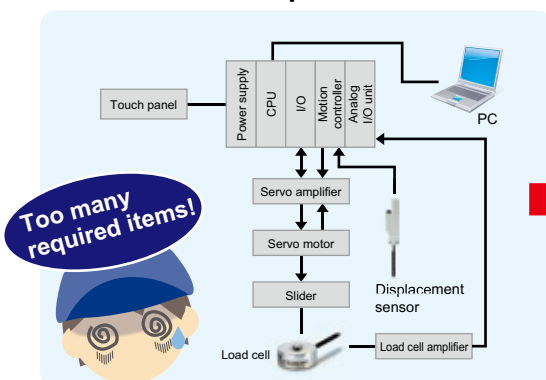 Touch panel
Power supply
CPU
I/O
Motion
controller
Analog
I/O unit
PC
Servo amplifier
Too many
required items!
Servo motor
Slider
Displacement
sensor
Load cell
Load cell amplifier